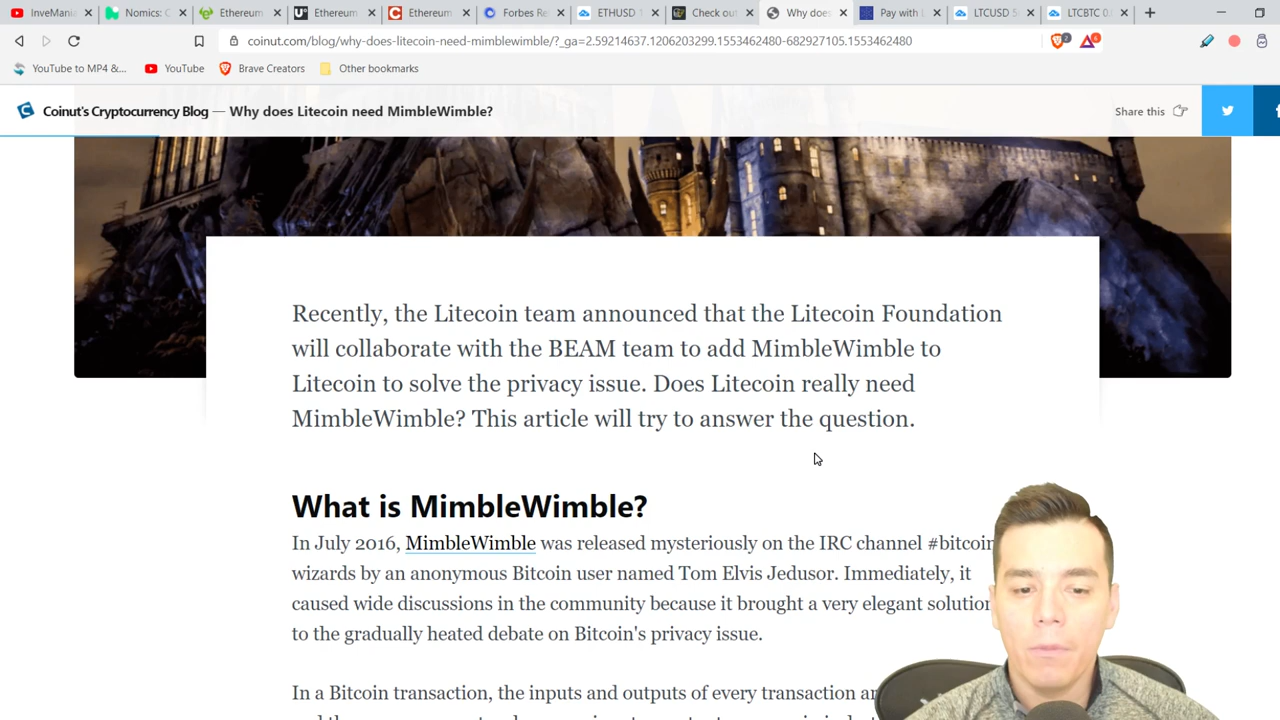 InveMani
Nomics: C
Ethereum
Ethereum
Ethereum
Forbes Re
ETHUSD 1
Check out
Why does
Pay with L
LTCUSD 5
LTCBTC 0.
coinut.com/blog/why-does-litecoin-need-mimblewimble/?_ga=2.59214637.1206203299.1553462480-682927105.1553462480
2
6
YouTube to MP4 &...
YouTube
Brave Creators
Other bookmarks
Coinut's Cryptocurrency Blog — Why does Litecoin need MimbleWimble?
Share this
Recently, the Litecoin team announced that the Litecoin Foundation
will collaborate with the BEAM team to add MimbleWimble to
Litecoin to solve the privacy issue. Does Litecoin really need
MimbleWimble? This article will try to answer the question.
What is MimbleWimble?
In July 2016, MimbleWimble was released mysteriously on the IRC channel #bitcoin
wizards by an anonymous Bitcoin user named Tom Elvis Jedusor. Immediately, it
caused wide discussions in the community because it brought a very elegant solution
to the gradually heated debate on Bitcoin's privacy issue.
In a Bitcoin transaction, the inputs and outputs of every transaction ar